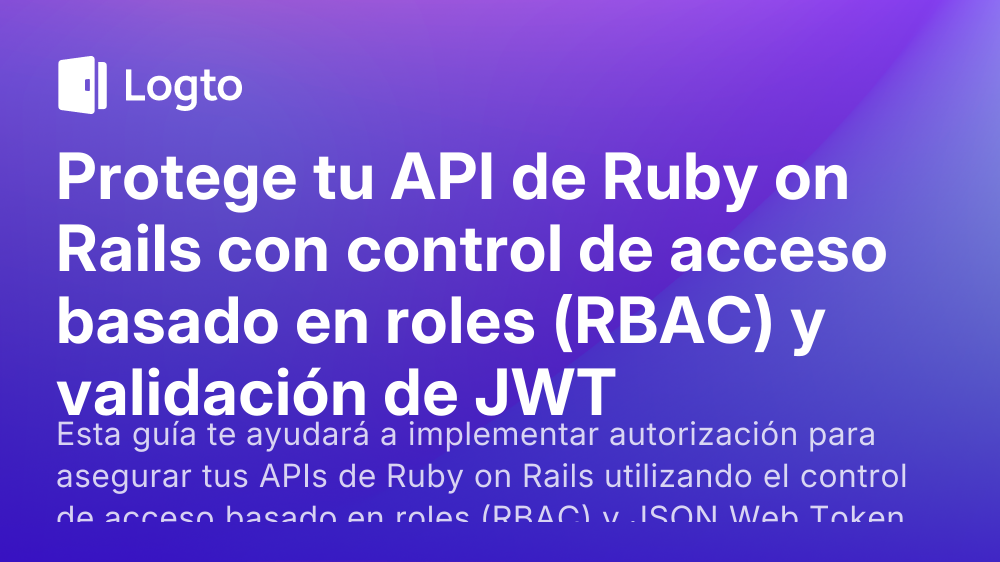 Logto
Protege tu API de Ruby on
Rails con control de acceso
basado en roles (RBAC) y
validación de JWT
Esta guía te ayudará a implementar autorización para
asegurar tus APIs de Ruby on Rails utilizando el control
de acceso basado en roles (RBAC) y JSON Web Token